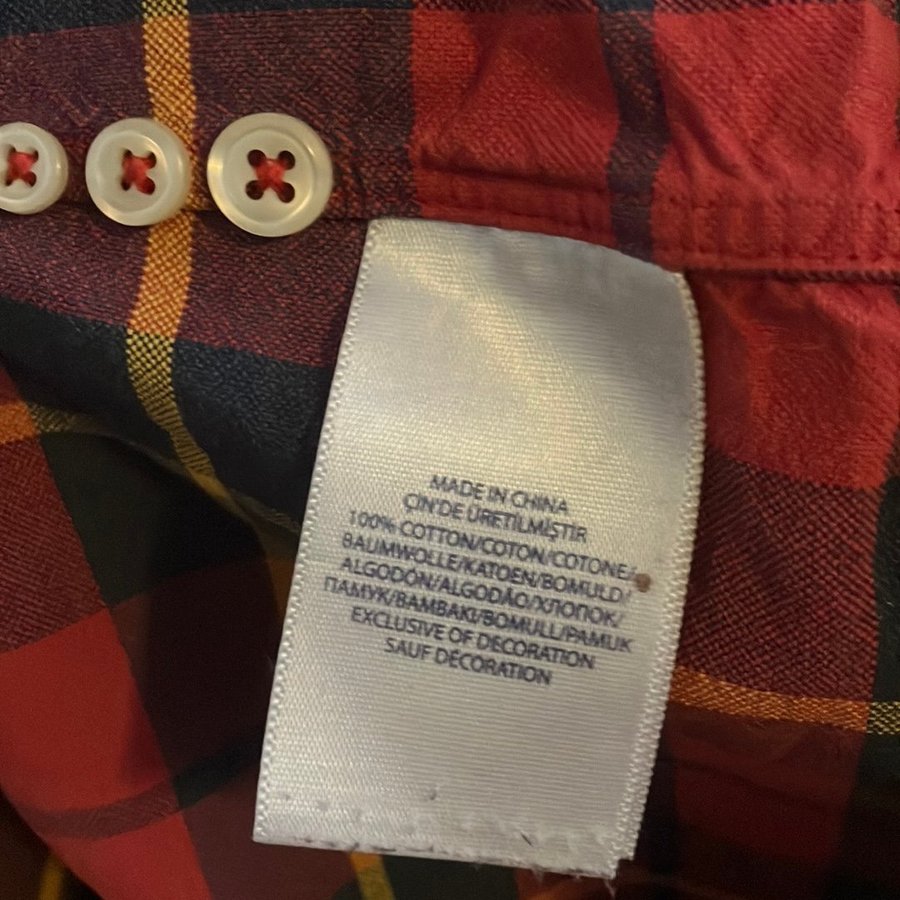 MADE IN CHINA
ÇİN'DE ÜRETİLMİŞTİR
100% COTTON/COTON/COTONE/
BAUMWOLLE/KATOEN/BOMULD/
ALGODÓN/ALGODÃO/ХЛОПОК/
ПАМУК/BAMBAKI/BOMULL/PAMUK
EXCLUSIVE OF DECORATION
SAUF DÉCORATION